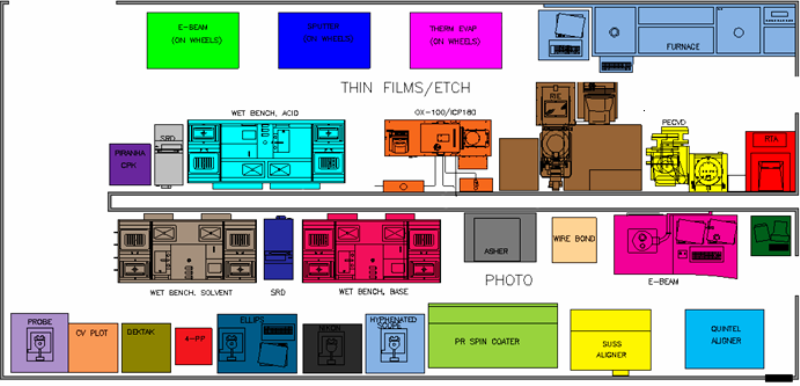 E-BEAM
(ON WHEELS)
SPUTTER
(ON WHEELS)
THERM EVAP
(ON WHEELS)
FURNACE
THIN FILMS/ETCH
WET BENCH, ACID
OX-100/ICP180
RIE
PECVD
RTA
SRD
PIRANHA
CPK
ASHER
WIRE BOND
E-BEAM
PHOTO
WET BENCH, SOLVENT
SRD
WET BENCH, BASE
PROBE
CV PLOT
DEKTAK
4-PP
ELLIPS
NIKON
HYPHENATED
SCOPE
PR SPIN COATER
SUSS
ALIGNER
QUINTEL
ALIGNER